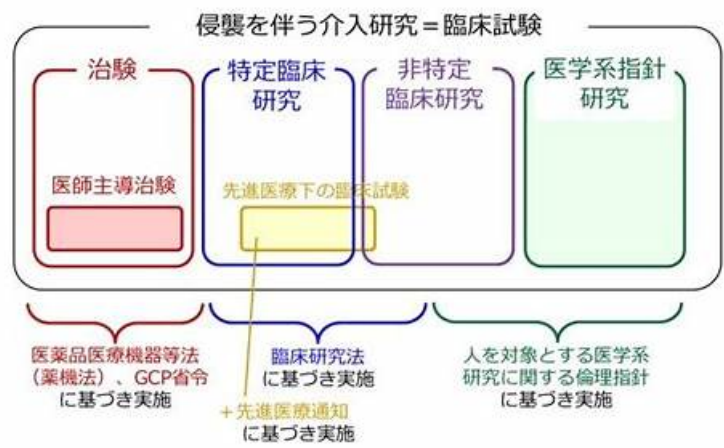 侵襲を伴う介入研究＝臨床試験
治験
特定臨床
研究
非特定
臨床研究
医学系指針
研究
医師主導治験
先進医療下の臨床試験
医薬品医療機器等法
（薬機法）、GCP省令
に基づき実施
臨床研究法
に基づき実施
人を対象とする医学系
研究に関する倫理指針
に基づき実施
＋先進医療通知
に基づき実施